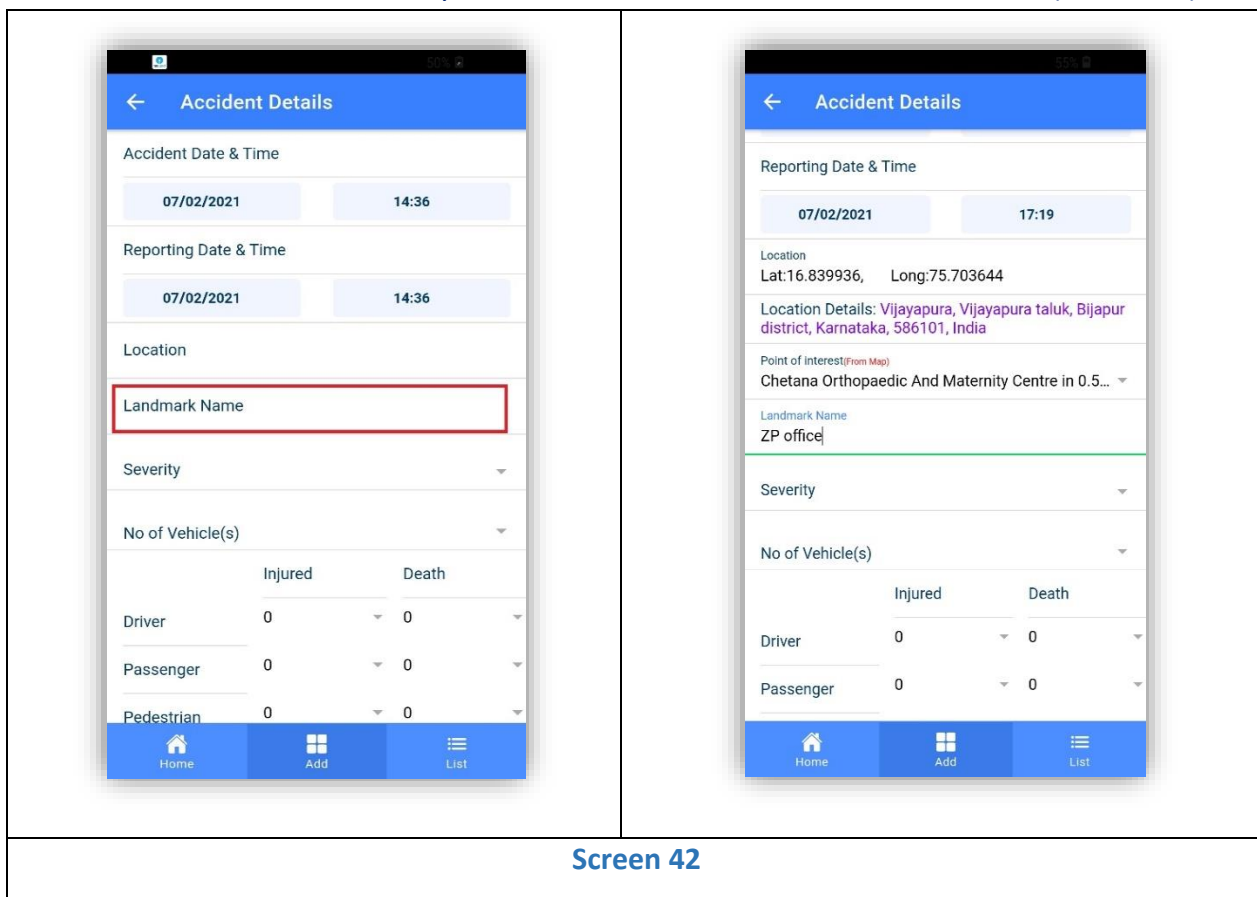 50%
Accident Details
Accident Date & Time
07/02/2021 14:36
Reporting Date & Time
07/02/2021 14:36
Location
Landmark Name
Severity
No of Vehicle(s)
Injured Death
Driver 0 0
Passenger 0 0
Pedestrian 0 0
Home Add List
55%
Accident Details
Reporting Date & Time
07/02/2021 17:19
Location
Lat:16.839936, Long:75.703644
Location Details: Vijayapura, Vijayapura taluk, Bijapur
district, Karnataka, 586101, India
Point of interest(From Map)
Chetana Orthopaedic And Maternity Centre in 0.5...
Landmark Name
ZP office
Severity
No of Vehicle(s)
Injured Death
Driver 0 0
Passenger 0 0
Home Add List
Screen 42